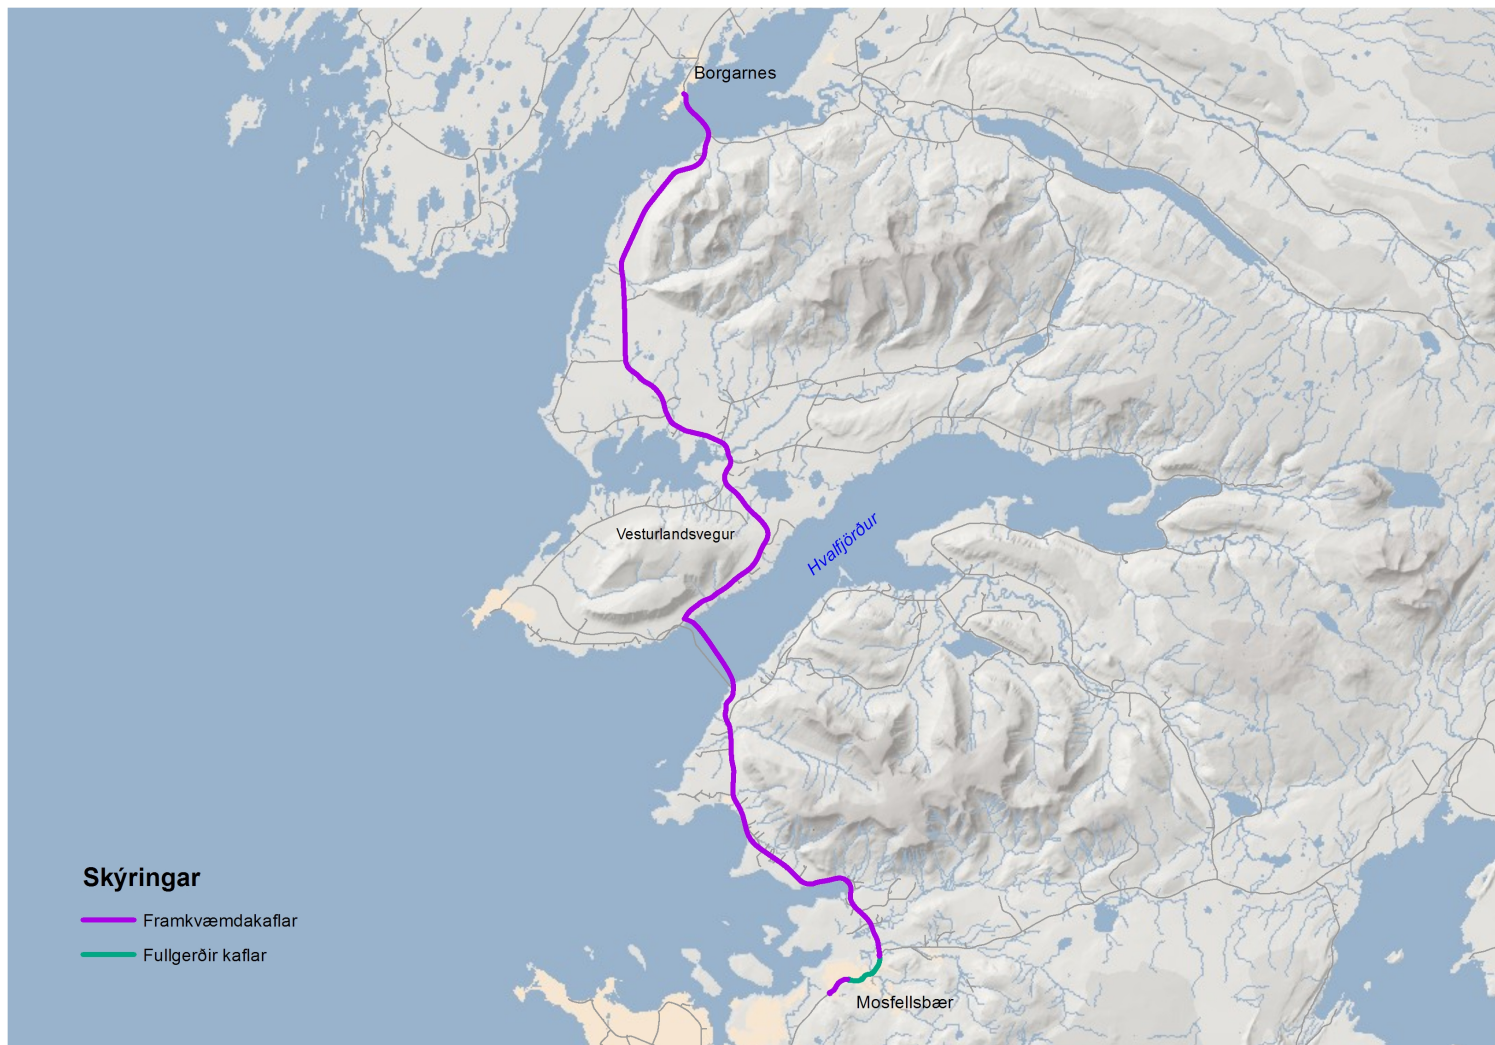 Borgarnes
Vesturlandsvegur
Hvalfjörður
Skýringar
Framkvæmdakaflar
Fullgerðir kaflar
Mosfellsbær